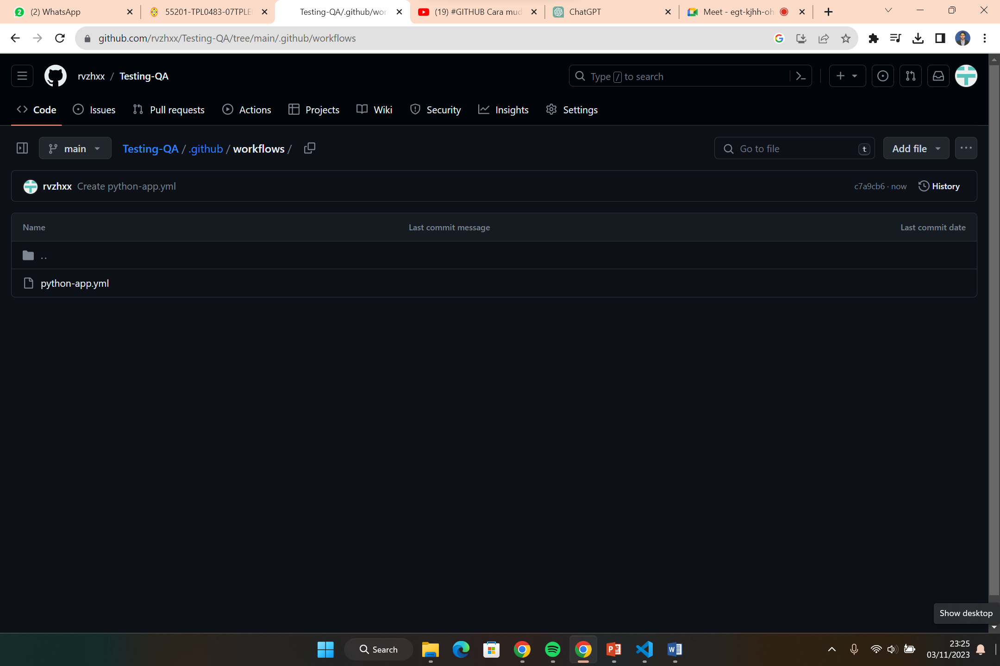 (2) WhatsApp
55201-TPL0483-07TPLE
Testing-QA/.github/wor
(19) #GITHUB Cara mud
ChatGPT
Meet - egt-kjhh-oh
github.com/rvzhxx/Testing-QA/tree/main/.github/workflows
rvzhxx / Testing-QA
Type / to search
Code Issues Pull requests Actions Projects Wiki Security Insights Settings
main
Testing-QA / .github / workflows /
Go to file t
Add file
rvzhxx Create python-app.yml
c7a9cb6 · now
History
Name Last commit message Last commit date
..
python-app.yml
Show desktop
Search
23:25
03/11/2023